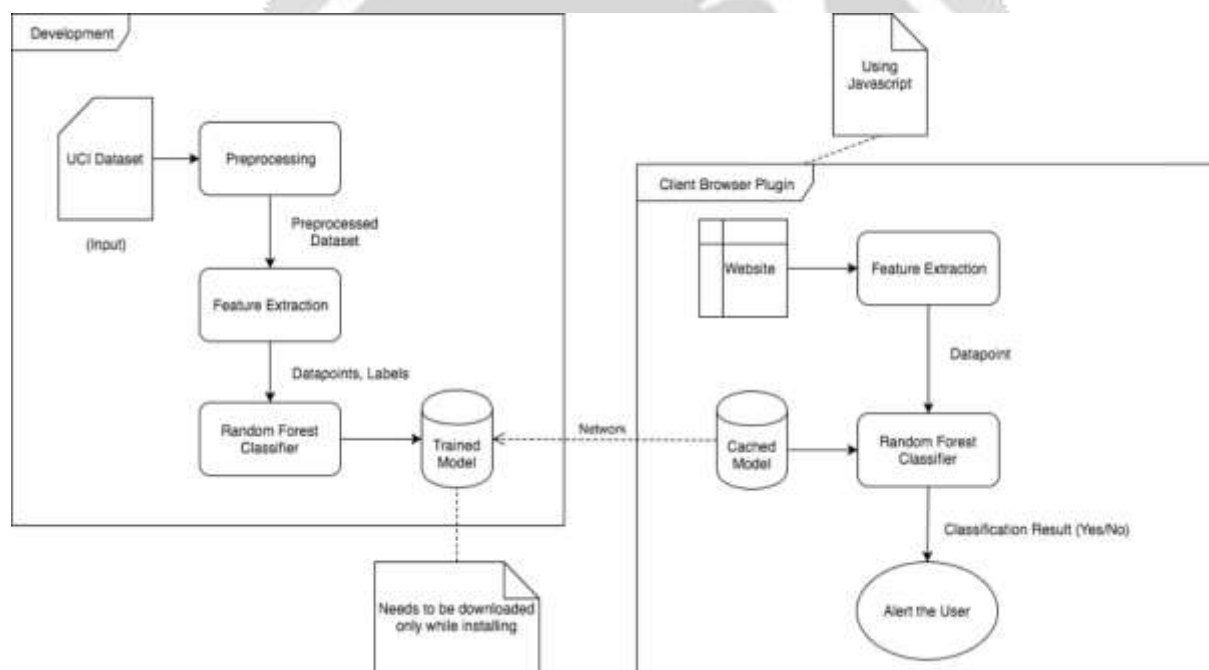 Development
UCI Dataset
(Input)
Preprocessing
Preprocessed
Dataset
Feature Extraction
Datapoints, Labels
Random Forest
Classifier
Trained
Model
Needs to be downloaded
only while installing
Network
Using
Javascript
Client Browser Plugin
Website
Feature Extraction
Datapoint
Cached
Model
Random Forest
Classifier
Classification Result (Yes/No)
Alert the User